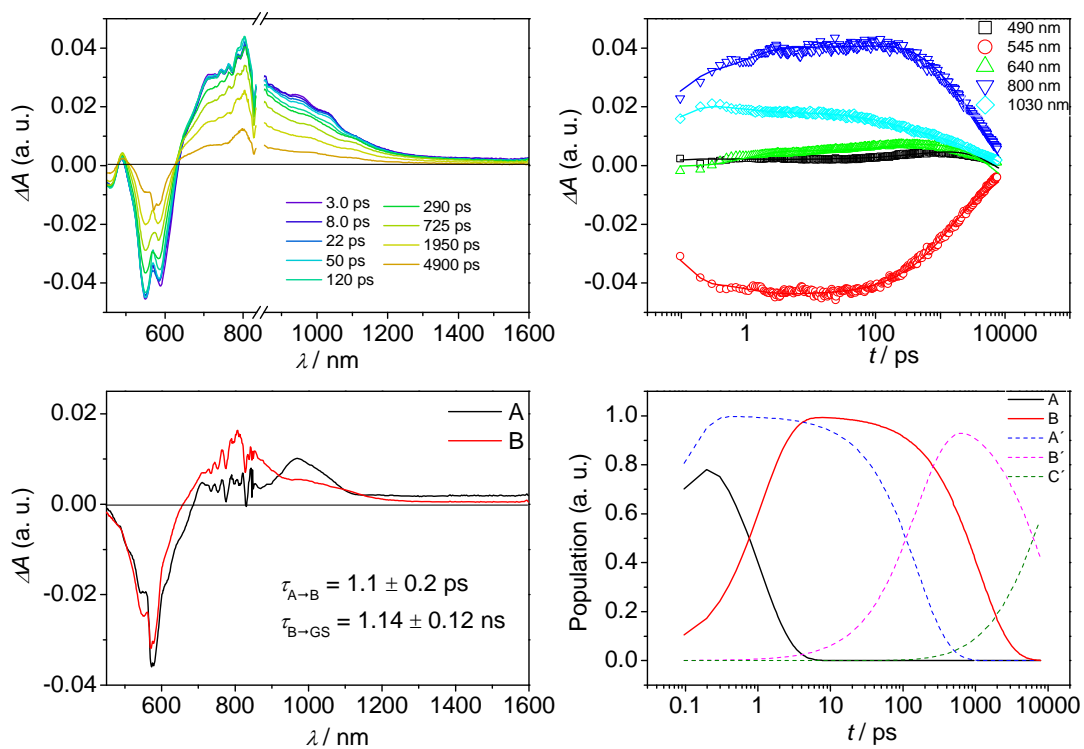 0.04
0.02
0.00
-0.02
-0.04
ΔA (a. u.)
3.0 ps
8.0 ps
22 ps
50 ps
120 ps
290 ps
725 ps
1950 ps
4900 ps
600 800 1000 1200 1400 1600
λ / nm
0.04
0.02
0.00
-0.02
-0.04
ΔA (a. u.)
490 nm
545 nm
640 nm
800 nm
1030 nm
1 100 10000
t / ps
0.02
0.00
-0.02
-0.04
ΔA (a. u.)
A
B
τA→B = 1.1 ± 0.2 ps
τB→GS = 1.14 ± 0.12 ns
600 800 1000 1200 1400 1600
λ / nm
1.0
0.8
0.6
0.4
0.2
0.0
Population (a. u.)
A
B
A´
B´
C´
0.1 1 10 100 1000 10000
t / ps